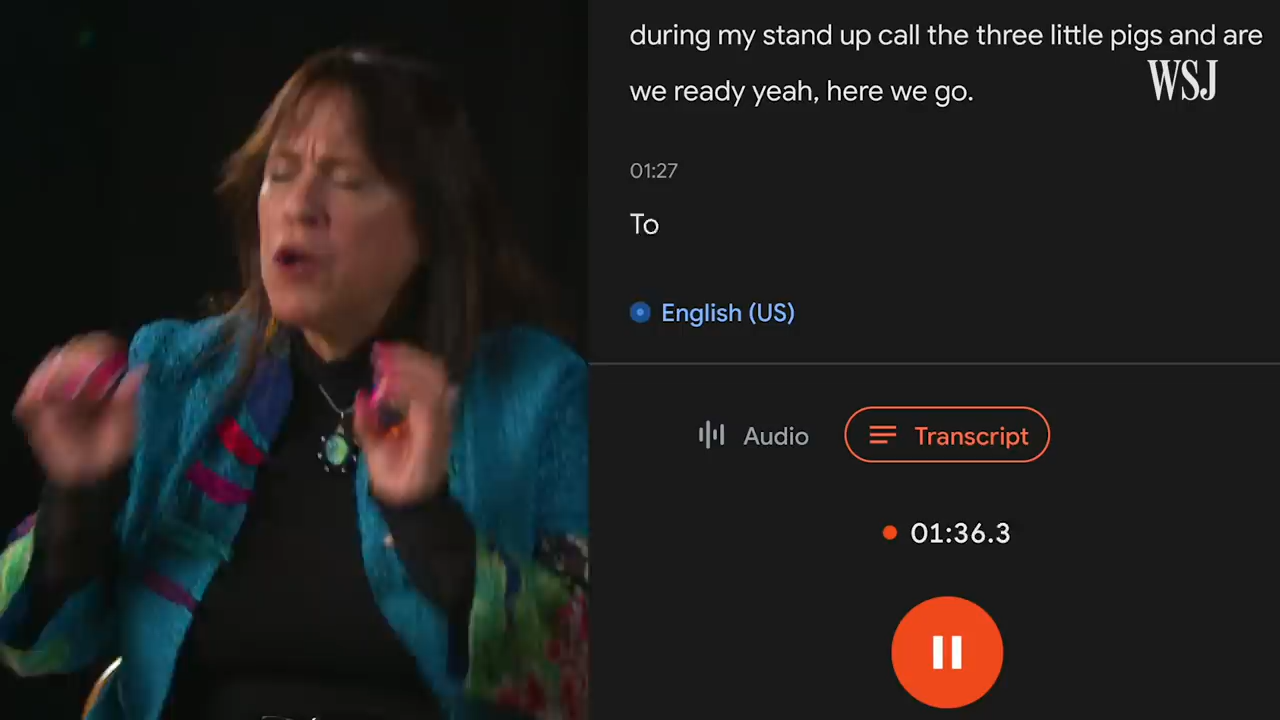 during my stand up call the three little pigs and are
we ready yeah, here we go.
WSJ
01:27
To
English (US)
Audio
Transcript
01:36.3